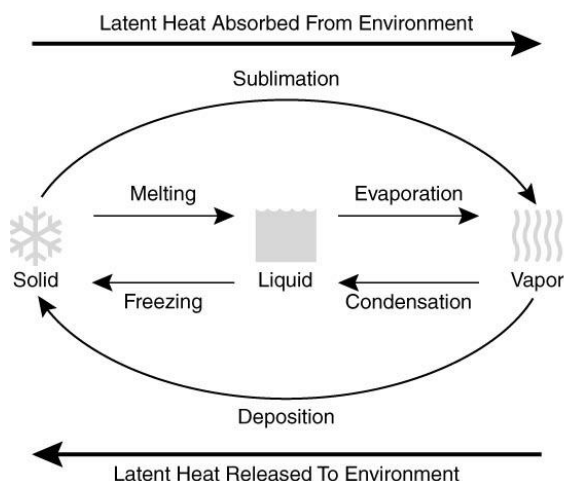 Latent Heat Absorbed From Environment
Sublimation
Melting
Evaporation
Solid
Liquid
Vapor
Freezing
Condensation
Deposition
Latent Heat Released To Environment